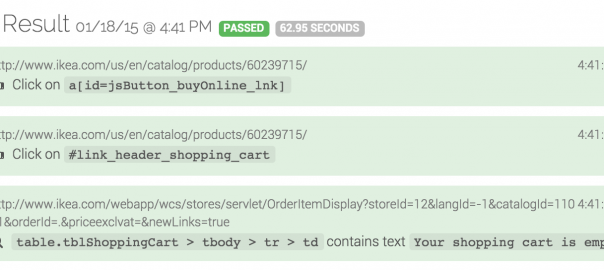 Result 01/18/15 @ 4:41 PM PASSED 62.95 SECONDS
ttp://www.ikea.com/us/en/catalog/products/60239715/ 4:41:
Click on a[id=jsButton_buyOnline_lnk]
ttp://www.ikea.com/us/en/catalog/products/60239715/ 4:41:
Click on #link_header_shopping_cart
ttp://www.ikea.com/webapp/wcs/stores/servlet/OrderItemDisplay?storeId=12&langId=-1&catalogId=110 4:41:
1&orderId=.&priceexclvat=&newLinks=true
table.tblShoppingCart > tbody > tr > td contains text Your shopping cart is emp